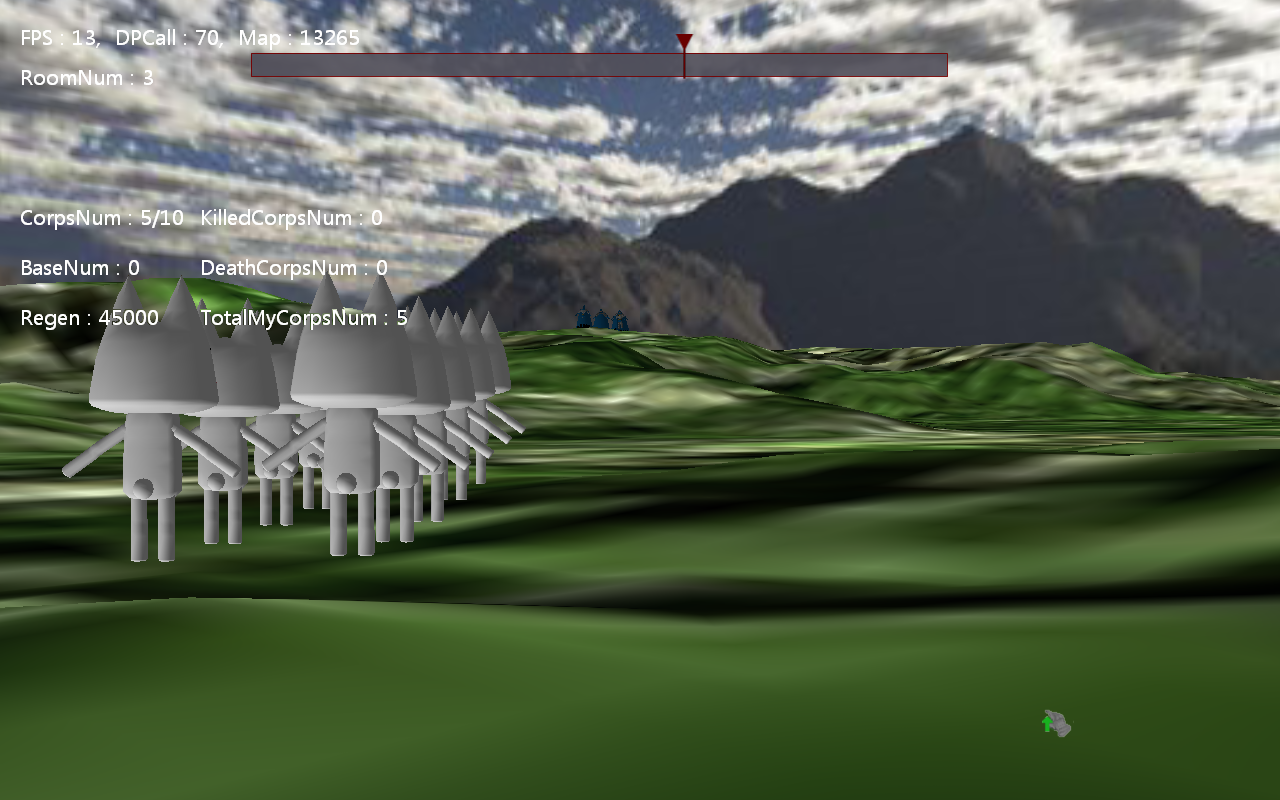 FPS : 13, DPCall : 70, Map : 13265
RoomNum : 3
CorpsNum : 5/10 KilledCorpsNum : 0
BaseNum : 0 DeathCorpsNum : 0
Regen : 45000 TotalMyCorpsNum : 5